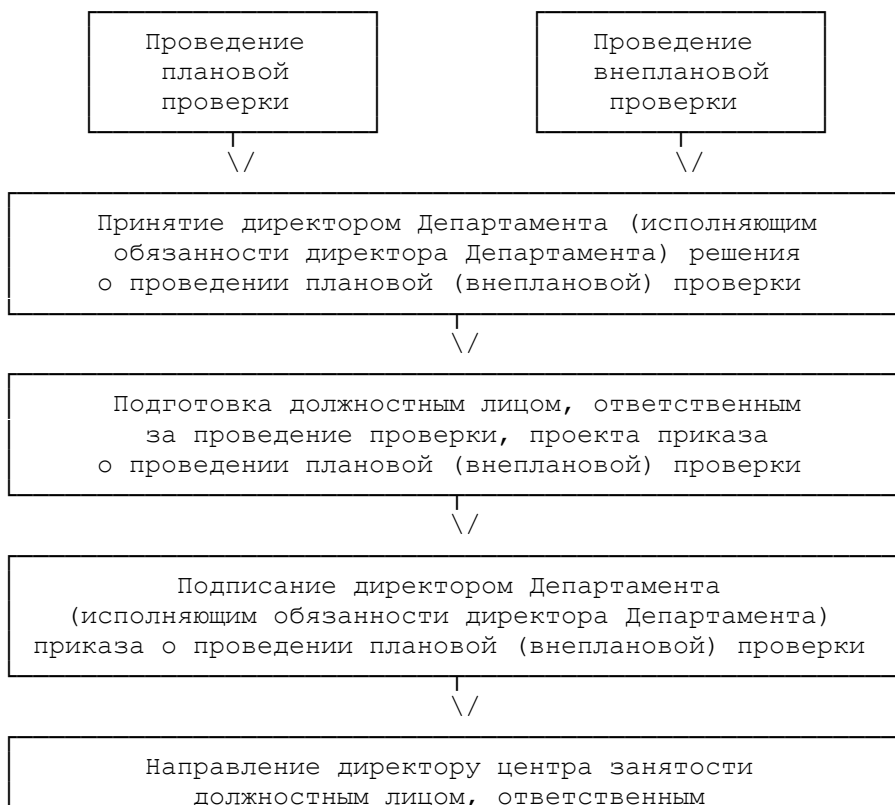 Проведение
плановой
проверки
Проведение
внеплановой
проверки
Принятие директором Департамента (исполняющим
обязанности директора Департамента) решения
о проведении плановой (внеплановой) проверки
Подготовка должностным лицом, ответственным
за проведение проверки, проекта приказа
о проведении плановой (внеплановой) проверки
Подписание директором Департамента
(исполняющим обязанности директора Департамента)
приказа о проведении плановой (внеплановой) проверки
Направление директору центра занятости
должностным лицом, ответственным